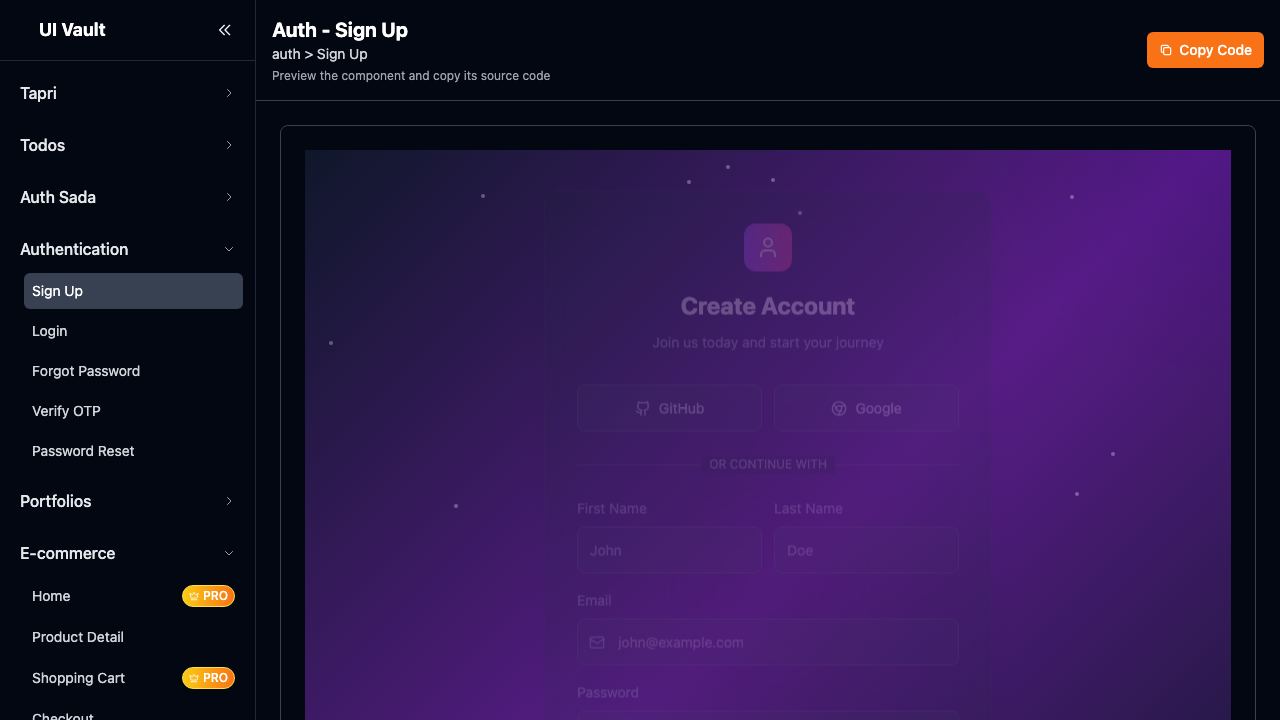 UI Vault
Tapri
Todos
Auth Sada
Authentication
Sign Up
Login
Forgot Password
Verify OTP
Password Reset
Portfolios
E-commerce
Home PRO
Product Detail
Shopping Cart PRO
Checkout
Auth - Sign Up
auth > Sign Up
Preview the component and copy its source code
Copy Code
Create Account
Join us today and start your journey
GitHub Google
OR CONTINUE WITH
First Name Last Name
John Doe
Email
john@example.com
Password